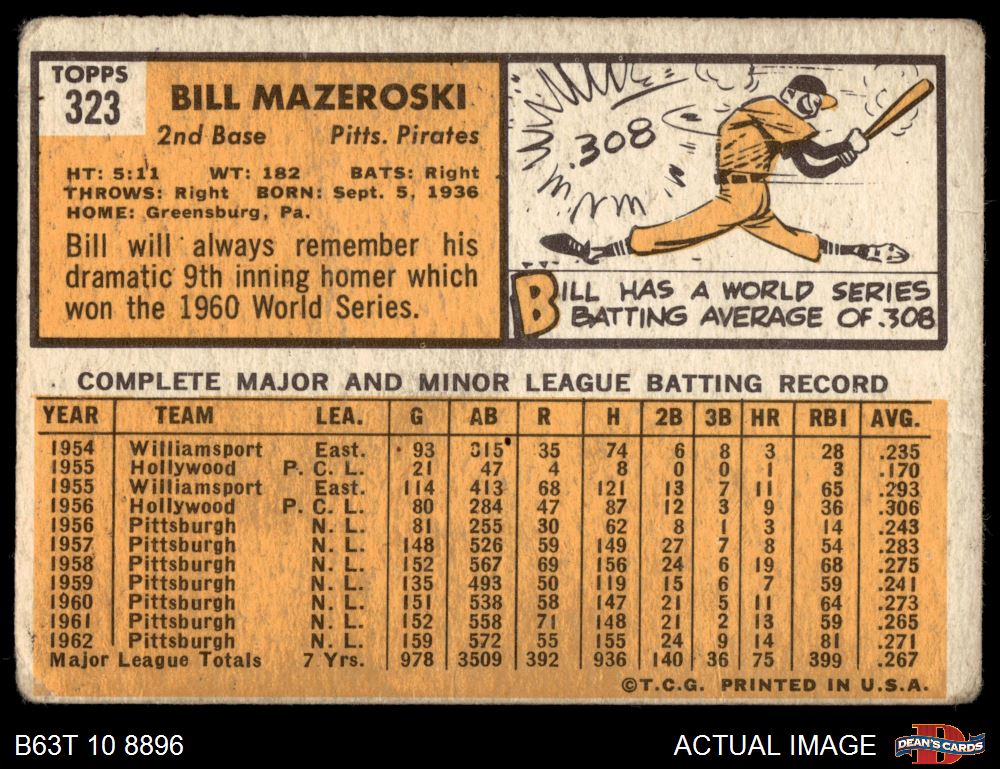 TOPPS
323
BILL MAZEROSKI
2nd Base Pitts. Pirates
HT: 5:11 WT: 182 BATS: Right
THROWS: Right BORN: Sept. 5, 1936
HOME: Greensburg, Pa.
Bill will always remember his
dramatic 9th inning homer which
won the 1960 World Series.
.308
BILL HAS A WORLD SERIES
BATTING AVERAGE OF .308
COMPLETE MAJOR AND MINOR LEAGUE BATTING RECORD
YEAR TEAM LEA. G AB R H 2B 3B HR RBI AVG.
1954 Williamsport East. 93 315 35 74 6 8 3 28 .235
1955 Hollywood P. C. L. 21 47 4 8 0 0 1 3 .170
1955 Williamsport East. 114 413 68 121 13 7 11 65 .293
1956 Hollywood P. C. L. 80 284 47 87 12 3 9 36 .306
1956 Pittsburgh N. L. 81 255 30 62 8 1 3 14 .243
1957 Pittsburgh N. L. 148 526 59 149 27 7 8 54 .283
1958 Pittsburgh N. L. 152 567 69 156 24 6 19 68 .275
1959 Pittsburgh N. L. 135 493 50 119 15 6 7 59 .241
1960 Pittsburgh N. L. 151 538 58 147 21 5 11 64 .273
1961 Pittsburgh N. L. 152 558 71 148 21 2 13 59 .265
1962 Pittsburgh N. L. 159 572 55 155 24 9 14 81 .271
Major League Totals 7 Yrs. 978 3509 392 936 140 36 75 399 .267
©T.C.G. PRINTED IN U.S.A.
B63T 10 8896
ACTUAL IMAGE
D
DEAN'S CARDS